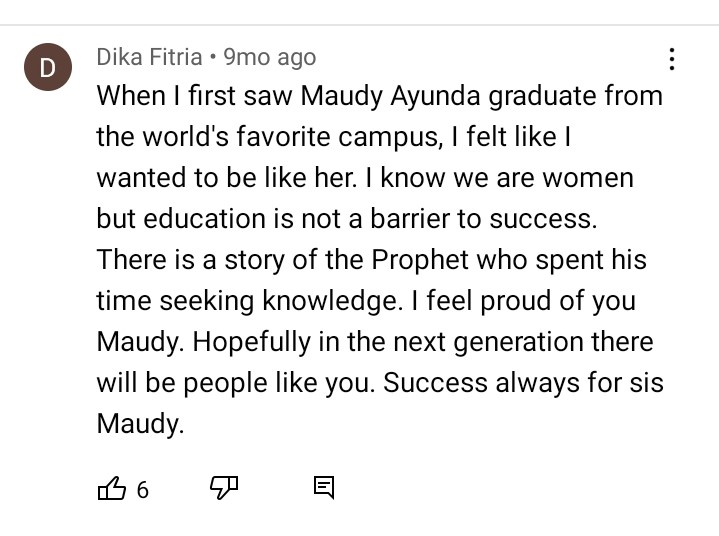 D
Dika Fitria • 9mo ago
When I first saw Maudy Ayunda graduate from
the world's favorite campus, I felt like I
wanted to be like her. I know we are women
but education is not a barrier to success.
There is a story of the Prophet who spent his
time seeking knowledge. I feel proud of you
Maudy. Hopefully in the next generation there
will be people like you. Success always for sis
Maudy.
6